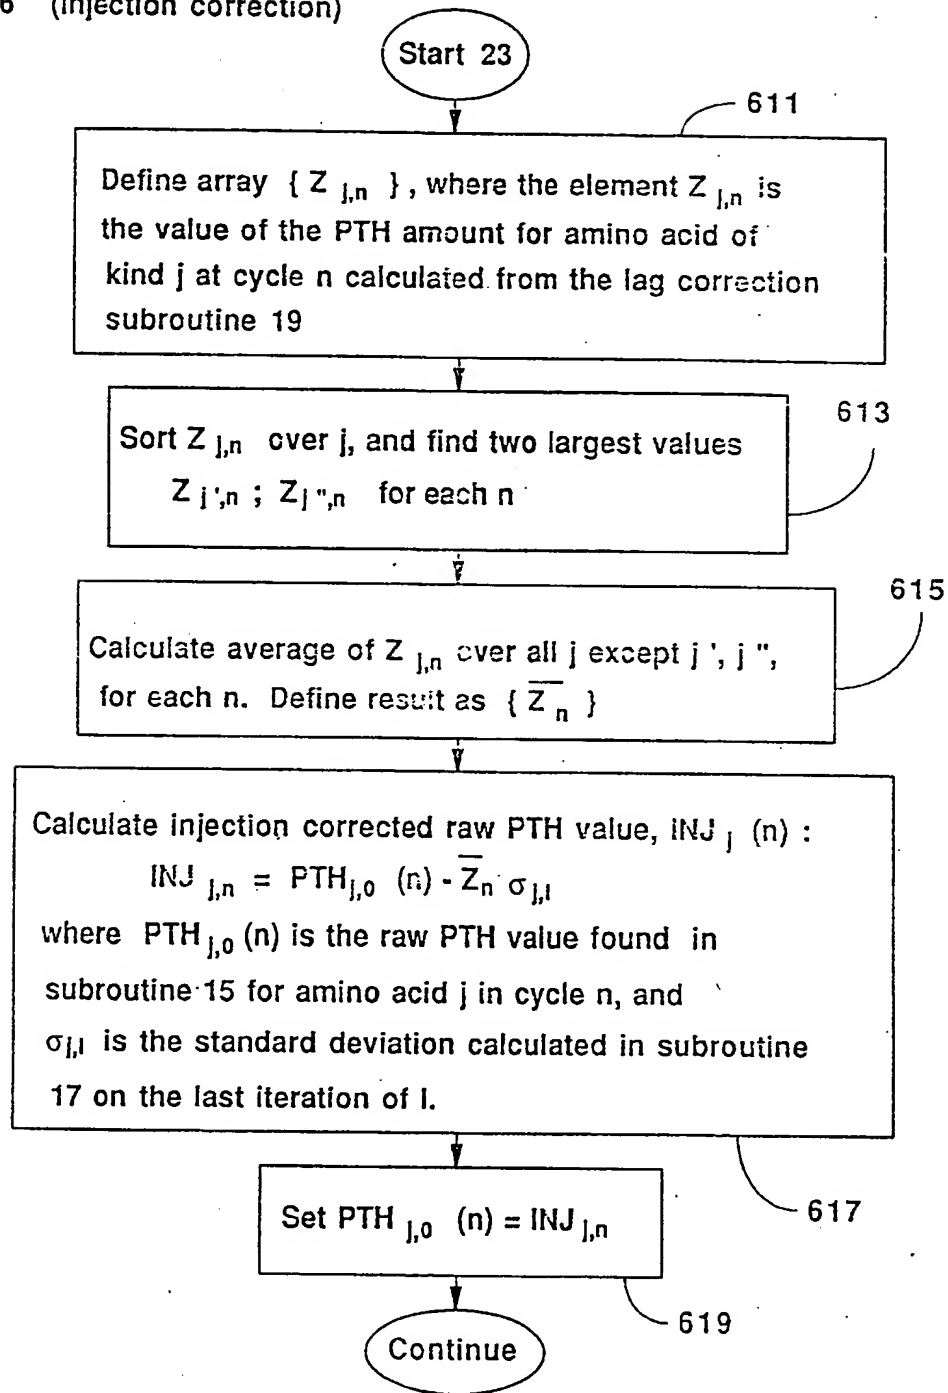 6 (Injection correction)
Start 23
611
Define array { Z j,n } , where the element Z j,n is
the value of the PTH amount for amino acid of
kind j at cycle n calculated from the lag correction
subroutine 19
613
Sort Z j,n over j, and find two largest values
Z j',n ; Z j",n for each n
615
Calculate average of Z j,n over all j except j ', j ",
for each n. Define result as { Z̅ n }
Calculate injection corrected raw PTH value, INJ j (n) :
INJ j,n = PTH j,0 (n) - Z̅ n σ j,l
where PTH j,0 (n) is the raw PTH value found in
subroutine 15 for amino acid j in cycle n, and
σ j,l is the standard deviation calculated in subroutine
17 on the last iteration of l.
617
Set PTH j,0 (n) = INJ j,n
619
Continue